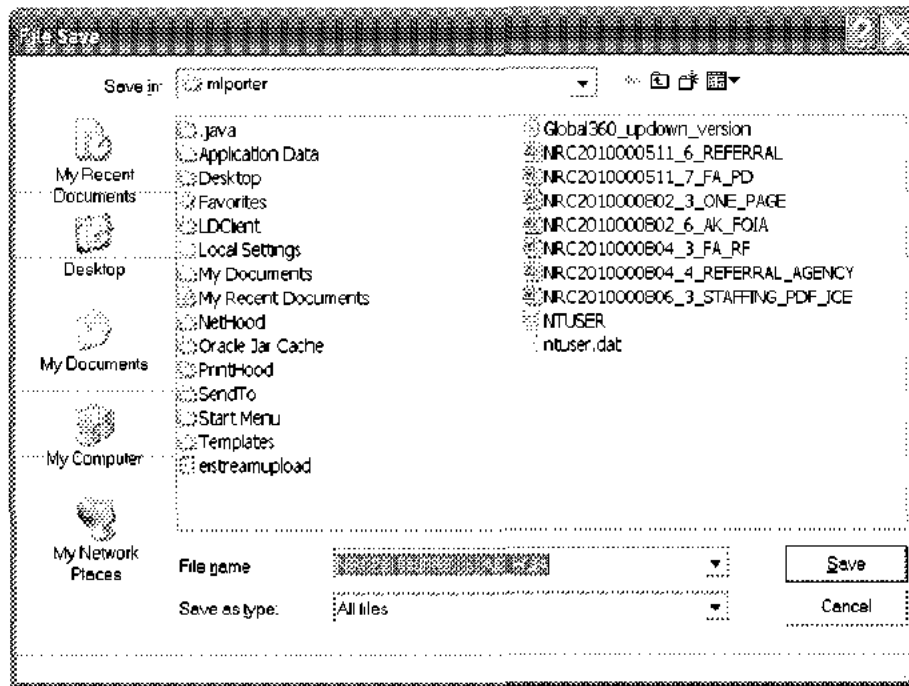 File Save
Save in: mlporter
.java
Application Data
Desktop
Favorites
LDClient
Local Settings
My Documents
My Recent Documents
NetHood
Oracle Jar Cache
PrintHood
SendTo
Start Menu
Templates
estreamupload
Global360_updown_version
NRC2010000511_6_REFERRAL
NRC2010000511_7_FA_PD
NRC2010000802_3_ONE_PAGE
NRC2010000802_6_AK_FOIA
NRC2010000804_3_FA_RF
NRC2010000804_4_REFERRAL_AGENCY
NRC2010000806_3_STAFFING_PDF_ICE
NTUSER
ntuser.dat
My Recent
Documents
Desktop
My Documents
My Computer
My Network
Places
File name
Save
Save as type: All files
Cancel